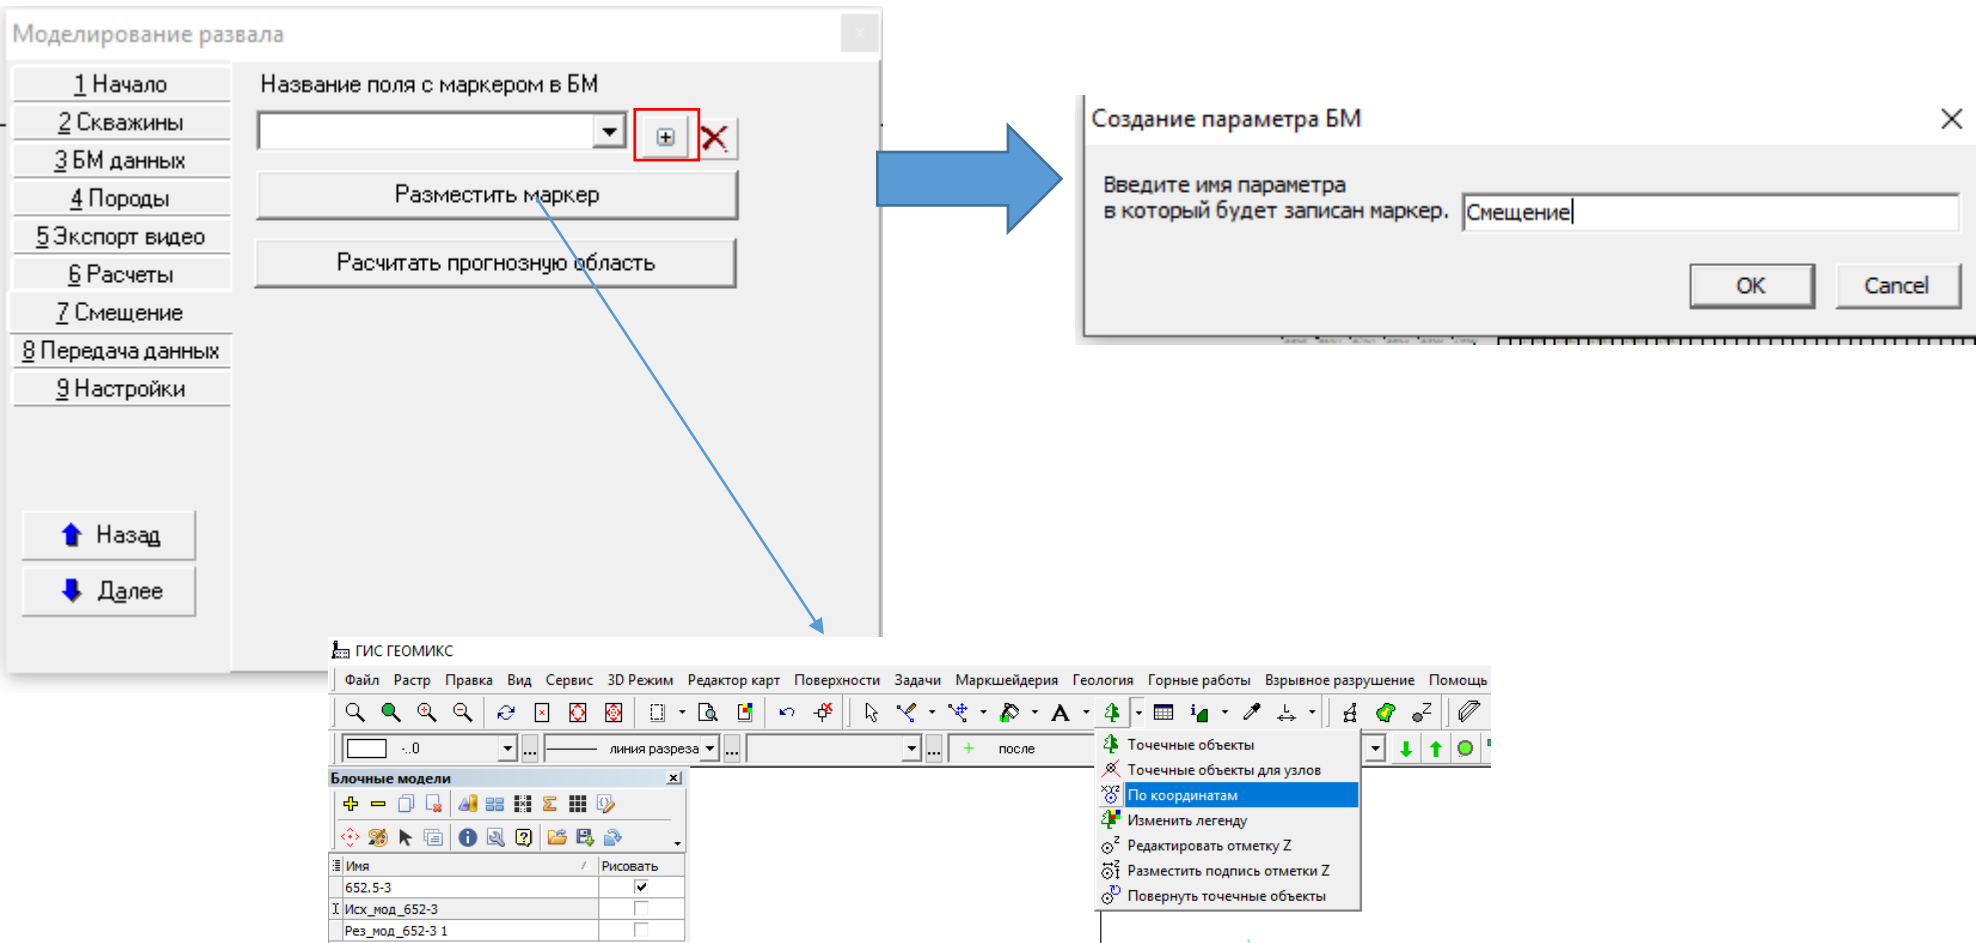 Моделирование развала
1 Начало
2 Скважины
3 БМ данных
4 Породы
5 Экспорт видео
6 Расчеты
7 Смещение
8 Передача данных
9 Настройки
Назад
Далее
Название поля с маркером в БМ
Разместить маркер
Расчитать прогнозную область
Создание параметра БМ
Введите имя параметра
в который будет записан маркер.
Смещение
OK
Cancel
ГИС ГЕОМИКС
Файл Растр Правка Вид Сервис 3D Режим Редактор карт Поверхности Задачи Маркшейдерия Геология Горные работы Взрывное разрушение Помощь
-..0 ... линия разреза ... ... + после
Точечные объекты
Точечные объекты для узлов
По координатам
Изменить легенду
Редактировать отметку Z
Разместить подпись отметки Z
Повернуть точечные объекты
Блочные модели
Имя Рисовать
652.5-3
Исх_мод_652-3
Рез_мод_652-3 1